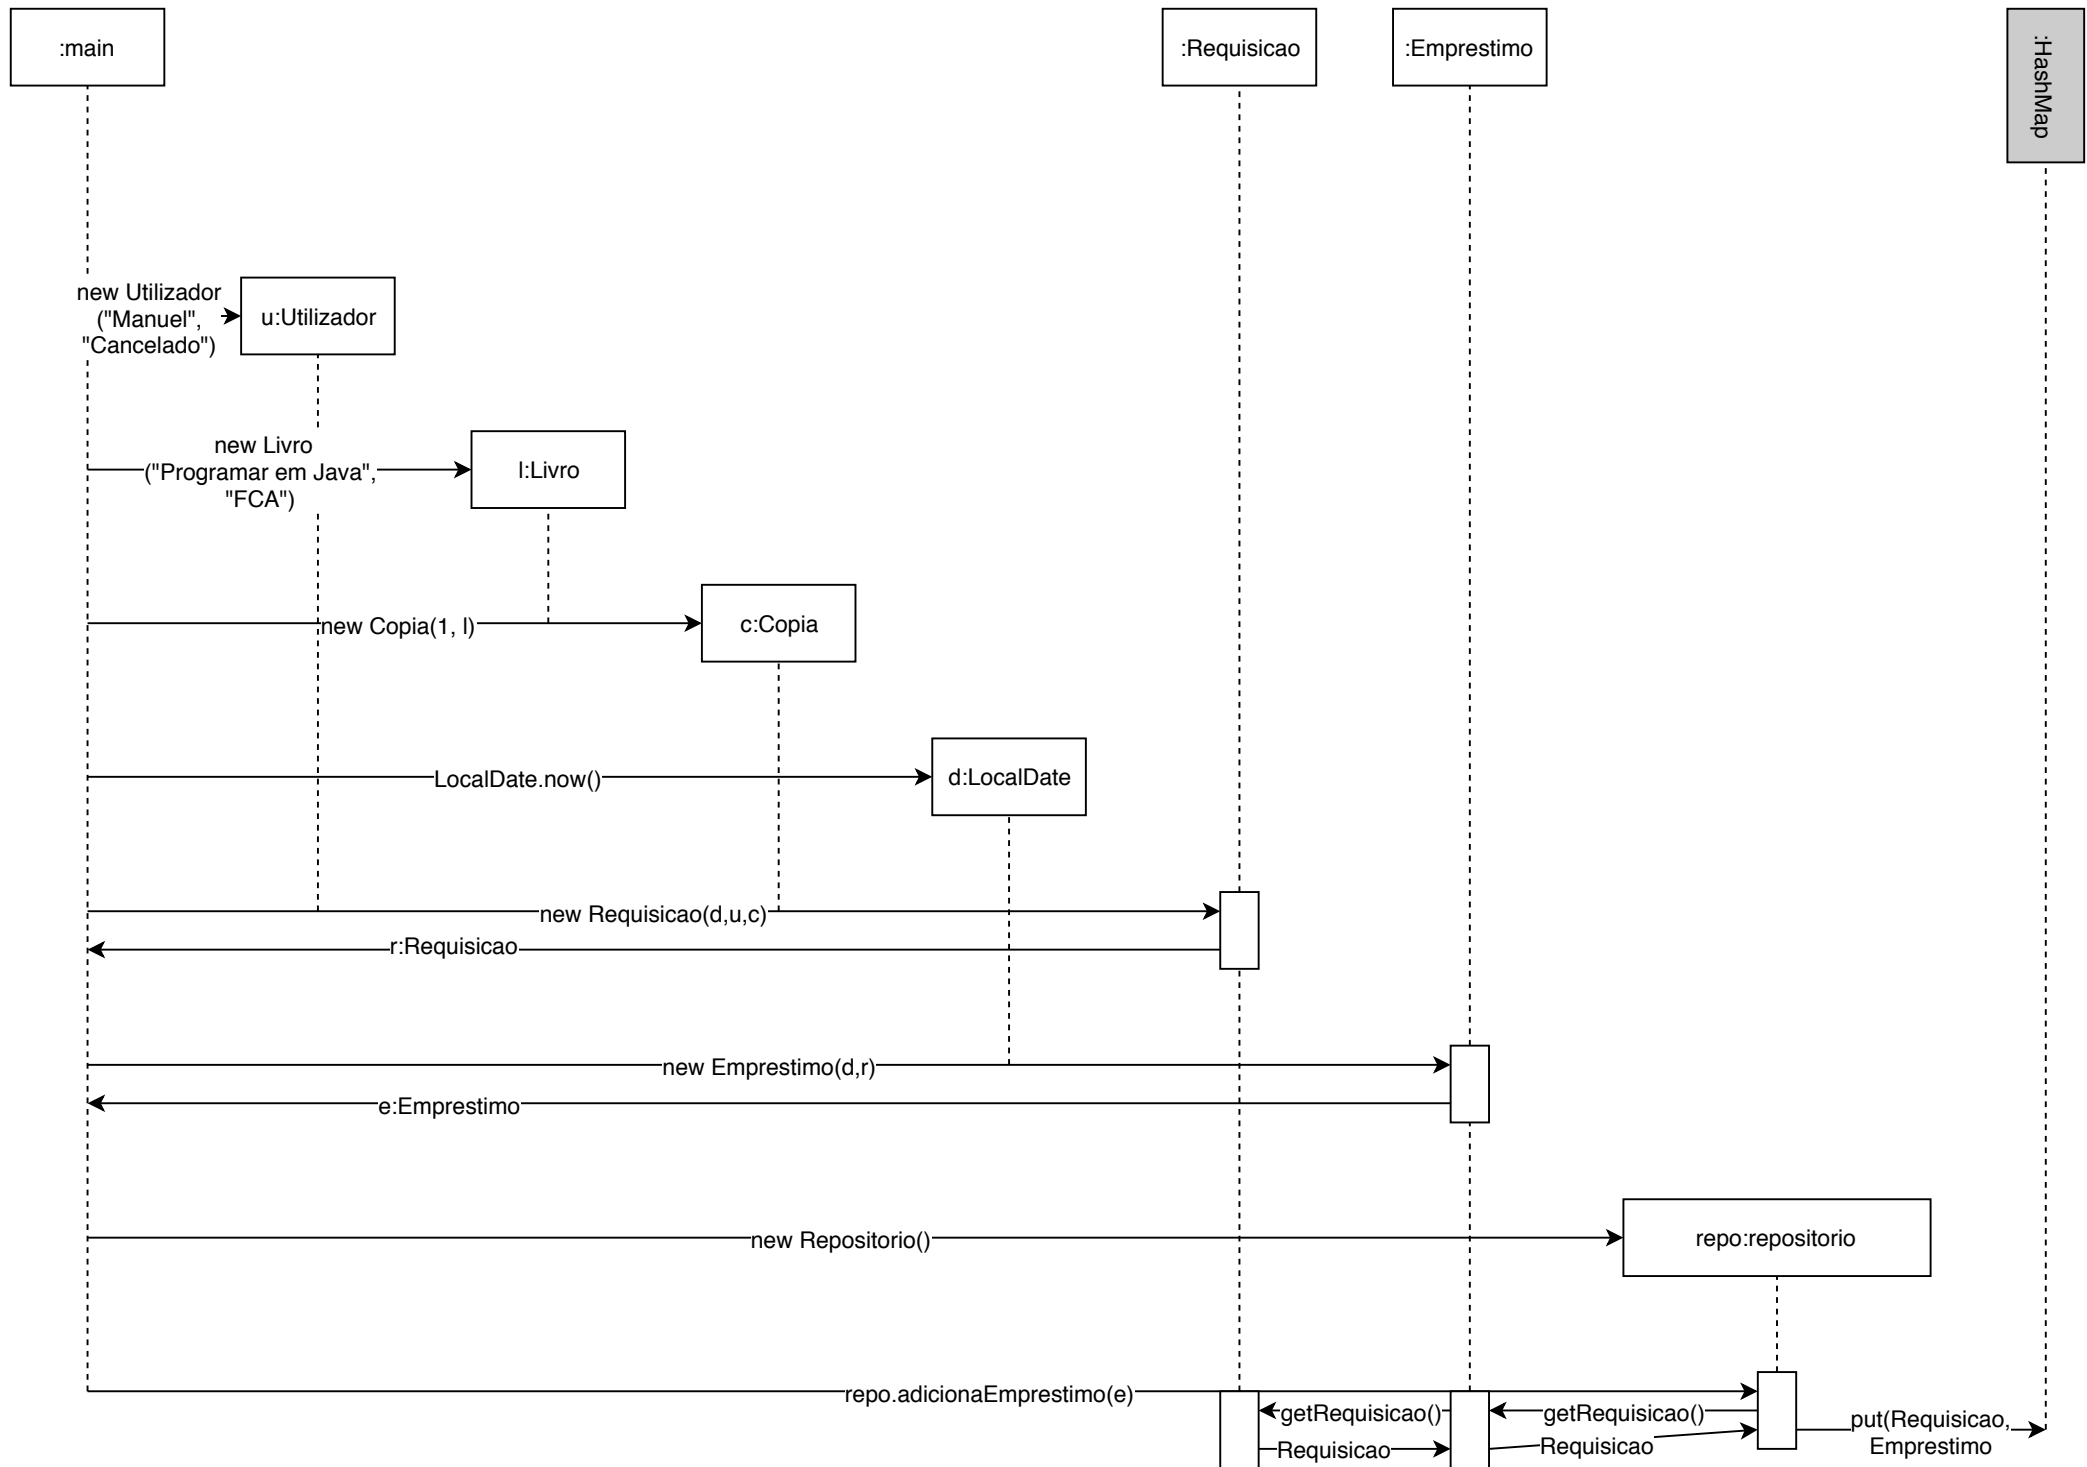 :main
:Requisicao
:Emprestimo
:HashMap
new Utilizador
("Manuel",
"Cancelado")
u:Utilizador
new Livro
("Programar em Java",
"FCA")
l:Livro
new Copia(1, l)
c:Copia
LocalDate.now()
d:LocalDate
new Requisicao(d,u,c)
r:Requisicao
new Emprestimo(d,r)
e:Emprestimo
new Repositorio()
repo:repositorio
repo.adicionaEmprestimo(e)
getRequisicao()
getRequisicao()
put(Requisicao,
Emprestimo
Requisicao
Requisicao